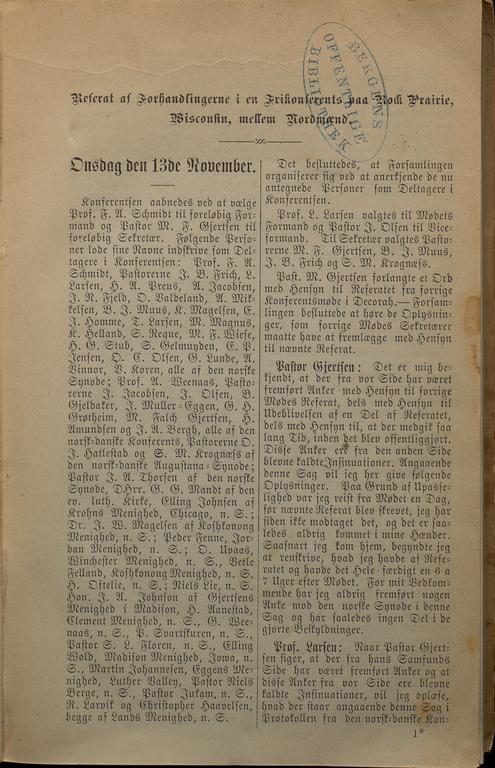 BERGENS
OFFENTLIGE
BIBLIOTHEK
Referat af Forhandlingerne i en Frikonferents paa Rock Prairie,
Wisconsin, mellem Nordmænd.
Onsdag den 13de November.
Konferentsen aabnedes ved at vælge
Prof. F. A. Schmidt til foreløbig For-
mand og Pastor M. F. Gjertsen til
foreløbig Sekretær. Følgende Perso-
ner lode sine Navne indskrive som Del-
tagere i Konferentsen: Prof. F. A.
Schmidt, Pastorerne J. B. Frich, L.
Larsen, H. A. Preus, A. Jacobsen,
J. N. Fjeld, O. Valdeland, A. Mik-
kelsen, B. J. Muus, K. Magelsen, E.
J. Homme, T. Larsen, M. Magnus,
K. Helland, S. Reque, M. F. Wiese,
H. G. Stub, S. Gelmuyden, E. P.
Jensen, O. C. Olsen, G. Lunde, A.
Vinnor, V. Koren, alle af den norske
Synode; Prof. A. Weenaas, Pasto-
rerne J. Jacobsen, J. Olsen, B.
Gjeldaker, J. Müller-Eggen, G. H.
Grøtheim, M. Falch Gjertsen, H.
Amundsen og J. A. Bergh, alle af den
norsk-danske Konferents, Pastorerne O.
J. Hatlestad og S. M. Krognæss af
den norsk-danske Augustana-Synode;
Pastor J. A. Thorsen af den norske
Synode, DHrr. G. G. Mandt af den
ev. luth. Kirke, Elling Johnsen af
Krohns Menighed, Chicago, n. S.;
Dr. J. W. Magelsen af Koshkonong
Menighed, n. S.; Peder Fenne, Jor-
dan Menighed, n. S.; O. Uvaas,
Winchester Menighed, n. S., Vetle
Felland, Koshkonong Menighed, n. S.
H. Oftelie, n. S.; Niels Lie, n. S.
Hon. J. A. Johnson af Gjertsens
Menighed i Madison, H. Aanestad,
Clement Menighed, n. S., G. Wee-
naas, n. S., P. Svartskuren, n. S.,
Pastor S. L. Floren, n. S., Elling
Wold, Madison Menighed, Iowa, n.
S., Martin Johannesen, Eggens Me-
nighed, Luther Valley, Pastor Niels
Berge, n. S., Pastor Jukam, n. S.,
R. Larvik og Christopher Haavelsen,
begge af Lands Menighed, n. S.
Det besluttedes, at Forsamlingen
organiserer sig ved at anerkjende de nu
antegnede Personer som Deltagere i
Konferentsen.
Prof. L. Larsen valgtes til Mødets
Formand og Pastor J. Olsen til Vice-
formand. Til Sekretær valgtes Pasto-
rerne M. F. Gjertsen, B. J. Muus,
J. B. Frich og S. M. Krognæss.
Past. M. Gjertsen forlangte et Ord
med Hensyn til Referatet fra forrige
Konferentsmøde i Decorah.— Forsam-
lingen besluttede at høre de Oplysnin-
ger, som forrige Mødes Sekretærer
maatte have at fremlægge med Hensyn
til nævnte Referat.
Pastor Gjertsen: Det er mig be-
kjendt, at der fra vor Side har været
fremført Anker med Hensyn til forrige
Mødes Referat, dels med Hensyn til
Udeblivelsen af en Del af Referatet,
dels med Hensyn til, at der medgik saa
lang Tid, inden det blev offentliggjort.
Disse Anker ere fra den anden Side
blevne kaldte Insinuationer. Angaaende
denne Sag vil jeg her give følgende
Oplysninger. Paa Grund af Upasse-
lighed var jeg reist fra Mødet en Dag,
før nævnte Referat blev skrevet, jeg har
siden ikke modtaget det, og det er saa-
ledes aldrig kommet i mine Hænder.
Saasnart jeg kom hjem, begyndte jeg
at renskrive, hvad jeg havde af Refe-
ratet og havde det Hele færdigt en 6 a
7 Uger efter Mødet. For mit Vedkom-
mende har jeg aldrig fremført nogen
Anke mod den norske Synode i denne
Sag og har saaledes ingen Del i de
gjorte Beskyldninger.
Prof. Larsen: Naar Pastor Gjert-
sen siger, at der fra hans Samfunds
Side har været fremført Anker og at
disse Anker fra vor Side ere blevne
kaldte Insinuationer, vil jeg oplæse,
hvad der staar angaaende denne Sag i
Protokollen fra den norsk-danske Kon-
1*